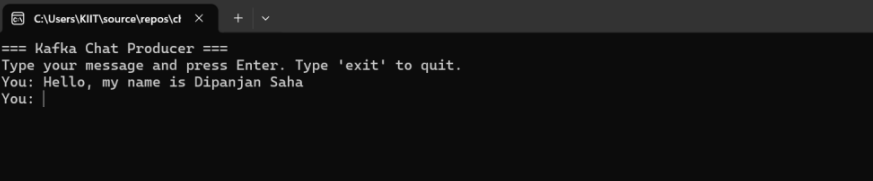 C:\Users\KIIT\source\repos\cl
=== Kafka Chat Producer ===
Type your message and press Enter. Type 'exit' to quit.
You: Hello, my name is Dipanjan Saha
You: